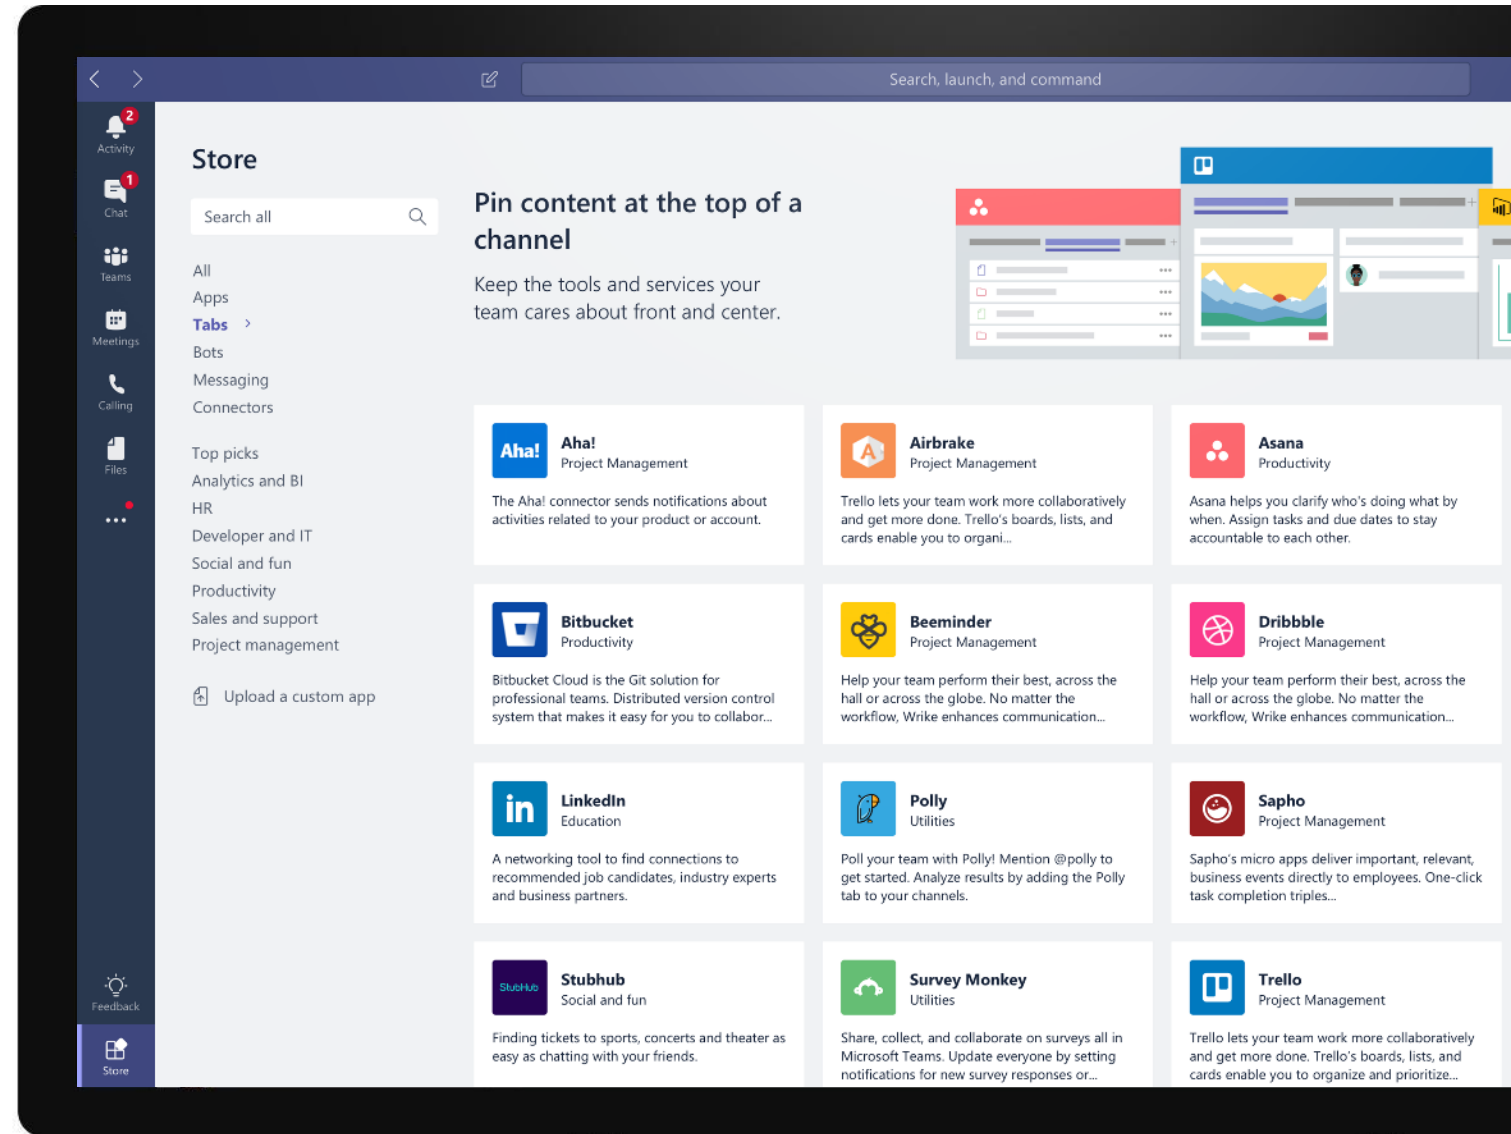 Search, launch, and command
2
Activity
1
Chat
Teams
Meetings
Calling
Files
Feedback
Store
Store
Search all
All
Apps
Tabs
Bots
Messaging
Connectors
Top picks
Analytics and BI
HR
Developer and IT
Social and fun
Productivity
Sales and support
Project management
Upload a custom app
Pin content at the top of a
channel
Keep the tools and services your
team cares about front and center.
Aha!
Aha!
Project Management
The Aha! connector sends notifications about
activities related to your product or account.
Airbrake
Project Management
Trello lets your team work more collaboratively
and get more done. Trello's boards, lists, and
cards enable you to organi...
Asana
Productivity
Asana helps you clarify who's doing what by
when. Assign tasks and due dates to stay
accountable to each other.
Bitbucket
Productivity
Bitbucket Cloud is the Git solution for
professional teams. Distributed version control
system that makes it easy for you to collabor...
Beeminder
Project Management
Help your team perform their best, across the
hall or across the globe. No matter the
workflow, Wrike enhances communication...
Dribbble
Project Management
Help your team perform their best, across the
hall or across the globe. No matter the
workflow, Wrike enhances communication...
in
LinkedIn
Education
A networking tool to find connections to
recommended job candidates, industry experts
and business partners.
Polly
Utilities
Poll your team with Polly! Mention @polly to
get started. Analyze results by adding the Polly
tab to your channels.
Sapho
Project Management
Sapho's micro apps deliver important, relevant,
business events directly to employees. One-click
task completion triples...
StubHub
Stubhub
Social and fun
Finding tickets to sports, concerts and theater as
easy as chatting with your friends.
Survey Monkey
Utilities
Share, collect, and collaborate on surveys all in
Microsoft Teams. Update everyone by setting
notifications for new survey responses or...
Trello
Project Management
Trello lets your team work more collaboratively
and get more done. Trello's boards, lists, and
cards enable you to organize and prioritize...